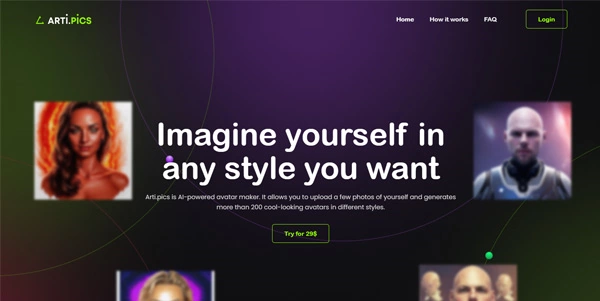 ARTi.PiCS
Home How it works FAQ Login
Imagine yourself in
any style you want
Arti.pics is AI-powered avatar maker. It allows you to upload a few photos of yourself and generates
more than 200 cool-looking avatars in different styles.
Try for 29$